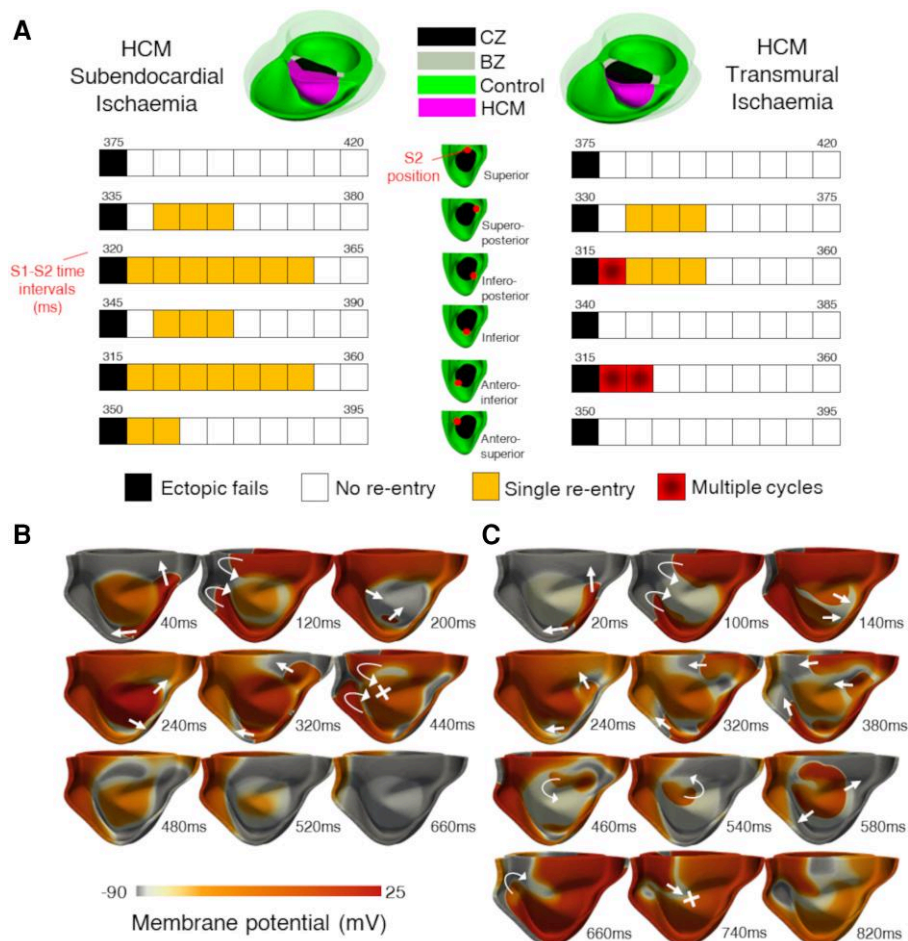 A
HCM
Subendocardial
Ischaemia
CZ
BZ
Control
HCM
HCM
Transmural
Ischaemia
375 420
S2
position
Superior
375 420
335 380
Supero-
posterior
330 375
S1-S2 time
intervals
(ms)
320 365
Infero-
posterior
315 360
345 390
Inferior
340 385
315 360
Antero-
inferior
315 360
350 395
Antero-
superior
350 395
Ectopic fails No re-entry Single re-entry Multiple cycles
B
40ms 120ms 200ms
240ms 320ms 440ms
480ms 520ms 660ms
-90 25
Membrane potential (mV)
C
20ms 100ms 140ms
240ms 320ms 380ms
460ms 540ms 580ms
660ms 740ms 820ms